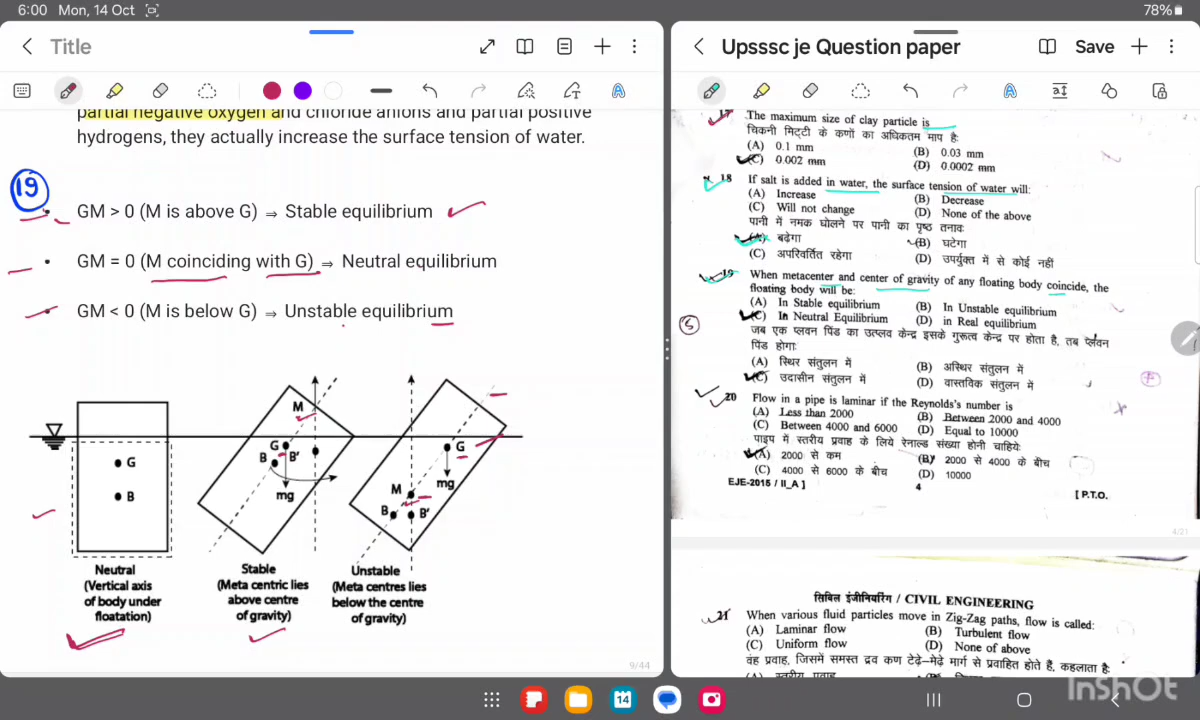 6:00 Mon, 14 Oct
78%
Title
partial negative oxygen and chloride anions and partial positive
hydrogens, they actually increase the surface tension of water.
19
• GM > 0 (M is above G) ⇒ Stable equilibrium
• GM = 0 (M coinciding with G) ⇒ Neutral equilibrium
• GM < 0 (M is below G) ⇒ Unstable equilibrium
G
B
Neutral
(Vertical axis
of body under
floatation)
M
G
B B'
mg
Stable
(Meta centric lies
above centre
of gravity)
G
mg
M
B B'
Unstable
(Meta centres lies
below the centre
of gravity)
9/44
Upsssc je Question paper
Save
17 The maximum size of clay particle is
चिकनी मिट्टी के कणों का अधिकतम माप है:
(A) 0.1 mm (B) 0.03 mm
(C) 0.002 mm (D) 0.0002 mm
18 If salt is added in water, the surface tension of water will:
(A) Increase (B) Decrease
(C) Will not change (D) None of the above
पानी में नमक घोलने पर पानी का पृष्ठ तनाव
(A) बढ़ेगा (B) घटेगा
(C) अपरिवर्तित रहेगा (D) उपर्युक्त में से कोई नहीं
19 When metacenter and center of gravity of any floating body coincide, the
floating body will be:
(A) In Stable equilibrium (B) In Unstable equilibrium
(C) In Neutral Equilibrium (D) in Real equilibrium
जब एक प्लवन पिंड का उत्प्लव केन्द्र इसके गुरूत्व केन्द्र पर होता है, तब प्लवन
पिंड होगाः
(A) स्थिर संतुलन में (B) अस्थिर संतुलन में
(C) उदासीन संतुलन में (D) वास्तविक संतुलन में
20 Flow in a pipe is laminar if the Reynolds's number is
(A) Less than 2000 (B) Between 2000 and 4000
(C) Between 4000 and 6000 (D) Equal to 10000
पाइप में स्तरीय प्रवाह के लिये रेनाल्ड संख्या होनी चाहिये:
(A) 2000 से कम (B) 2000 से 4000 के बीच
(C) 4000 से 6000 के बीच (D) 10000
EJE-2015 / II_A ] 4 [ P.T.O.
4/21
सिविल इंजीनियरिंग / CIVIL ENGINEERING
21 When various fluid particles move in Zig-Zag paths, flow is called:
(A) Laminar flow (B) Turbulent flow
(C) Uniform flow (D) None of above
वह प्रवाह, जिसमें समस्त द्रव कण टेढ़े-मेढ़े मार्ग से प्रवाहित होते हैं, कहलाता है:
14
InShOt